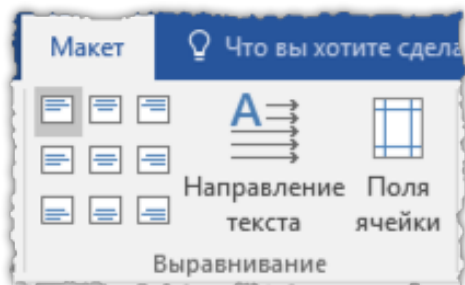 Макет Что вы хотите сдела
Направление Поля
текста ячейки
Выравнивание